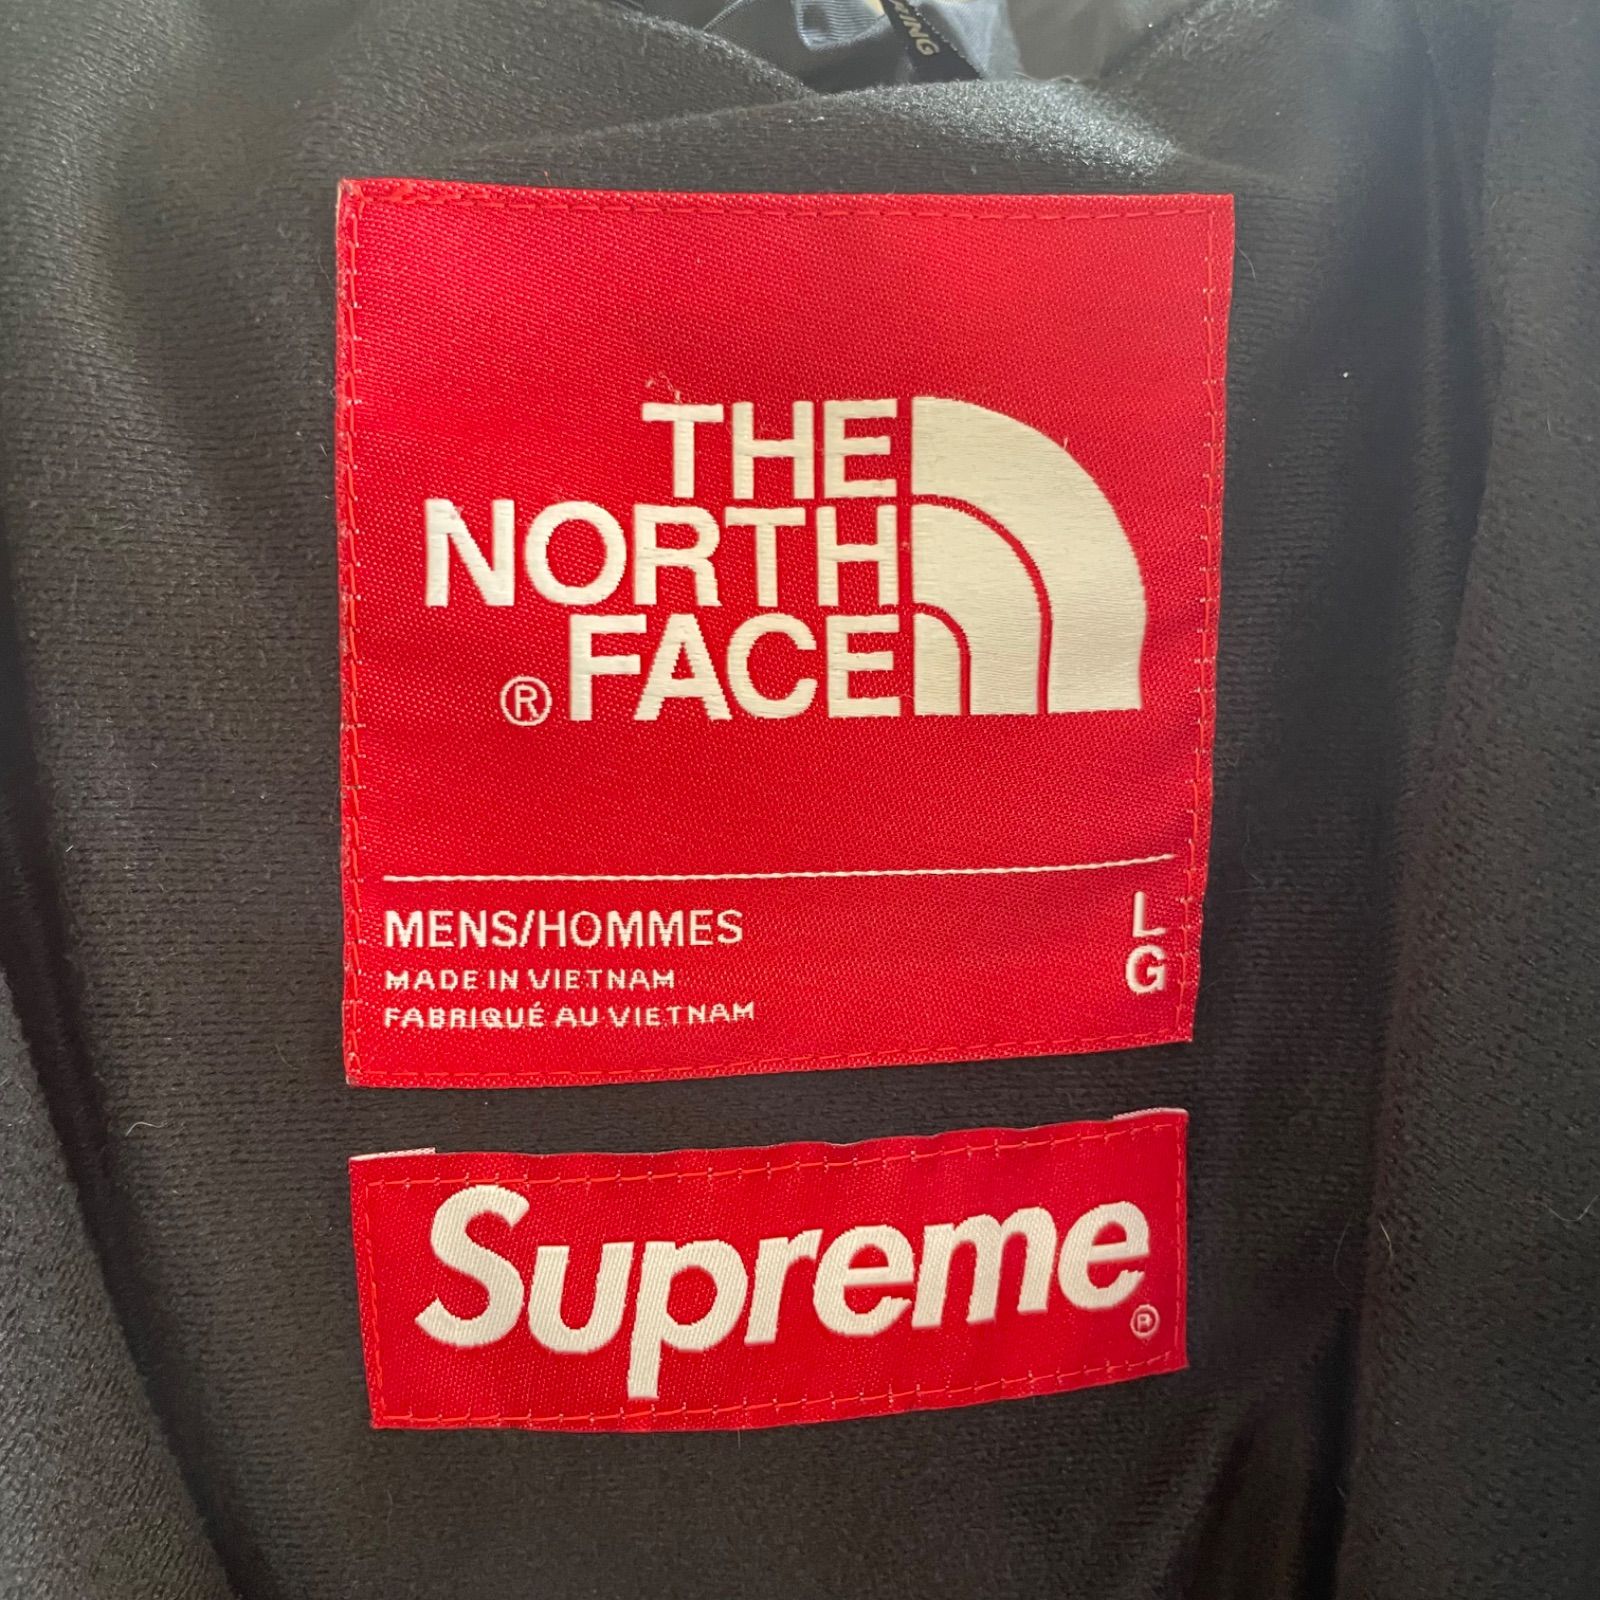 THE
NORTH
® FACE
MENS/HOMMES
MADE IN VIETNAM
FABRIQUÉ AU VIETNAM
L
G
Supreme ®